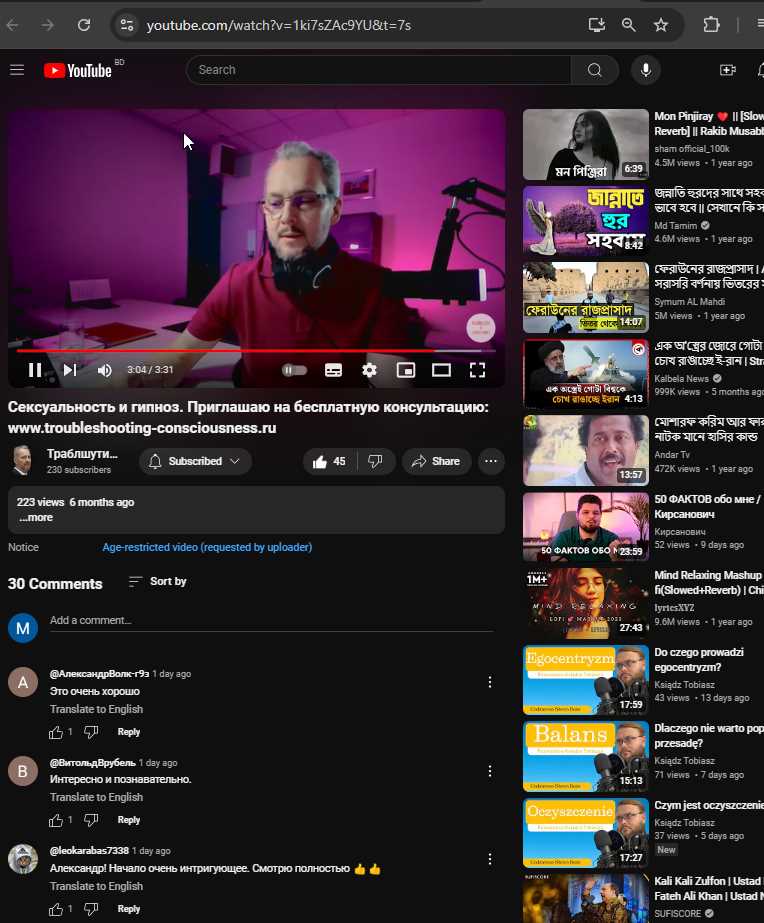 youtube.com/watch?v=1ki7sZAc9YU&t=7s
YouTube BD
Search
3:04 / 3:31
Сексуальность и гипноз. Приглашаю на бесплатную консультацию:
www.troubleshooting-consciousness.ru
Траблшути...
230 subscribers
Subscribed
45
Share
223 views 6 months ago
...more
Notice
Age-restricted video (requested by uploader)
30 Comments
Sort by
M
Add a comment...
A
@АлександрВолк-г9з 1 day ago
Это очень хорошо
Translate to English
1
Reply
B
@ВитольдВрубель 1 day ago
Интересно и познавательно.
Translate to English
1
Reply
@leokarabas7338 1 day ago
Александр! Начало очень интригующее. Смотрю полностью 👍👍
Translate to English
1
Reply
মন পিঞ্জিরা
6:39
Mon Pinjiray ❤️ || [Slow
Reverb] || Rakib Musabb
sham official_100k
4.5M views • 1 year ago
জান্নাতে
হুর
সহবাস
8:42
জান্নাতি হুরদের সাথে সহব
ভাবে হবে || সেখানে কি স
Md Tamim
4.6M views • 1 year ago
ফেরাউনের রাজপ্রাসাদ
ভিতর থেকে
14:07
ফেরাউনের রাজপ্রাসাদ | A
সরাসরি বর্ণনায় ভিতরের স
Symum AL Mahdi
5M views • 1 year ago
এক অস্ত্রেই গোটা বিশ্বকে
চোখ রাঙাচ্ছে ইরান
4:13
এক অ'স্ত্রের জোরে গোটা
চোখ রাঙাচ্ছে ই-রান | Stra
Kalbela News
999K views • 5 months ago
13:57
মোশারফ করিম আর ফার
নাটক মানে হাসির কান্ড
Andar Tv
472K views • 1 year ago
50 ФАКТОВ ОБО
23:59
50 ФАКТОВ обо мне /
Кирсанович
Кирсанович
52 views • 9 days ago
1M+
MIND RELAXING
LOFI MASHUP 2023
27:43
Mind Relaxing Mashup
fi(Slowed+Reverb) | Chi
lyricsXYZ
9.6M views • 1 year ago
Egocentryzm
17:59
Do czego prowadzi
egocentryzm?
Ksiądz Tobiasz
43 views • 13 days ago
Balans
15:13
Dlaczego nie warto pop
przesadę?
Ksiądz Tobiasz
71 views • 7 days ago
Oczyszczenie
17:27
Czym jest oczyszczenie
Ksiądz Tobiasz
37 views • 5 days ago
New
SUFISCORE
Kali Kali Zulfon | Ustad
Fateh Ali Khan | Ustad N
SUFISCORE